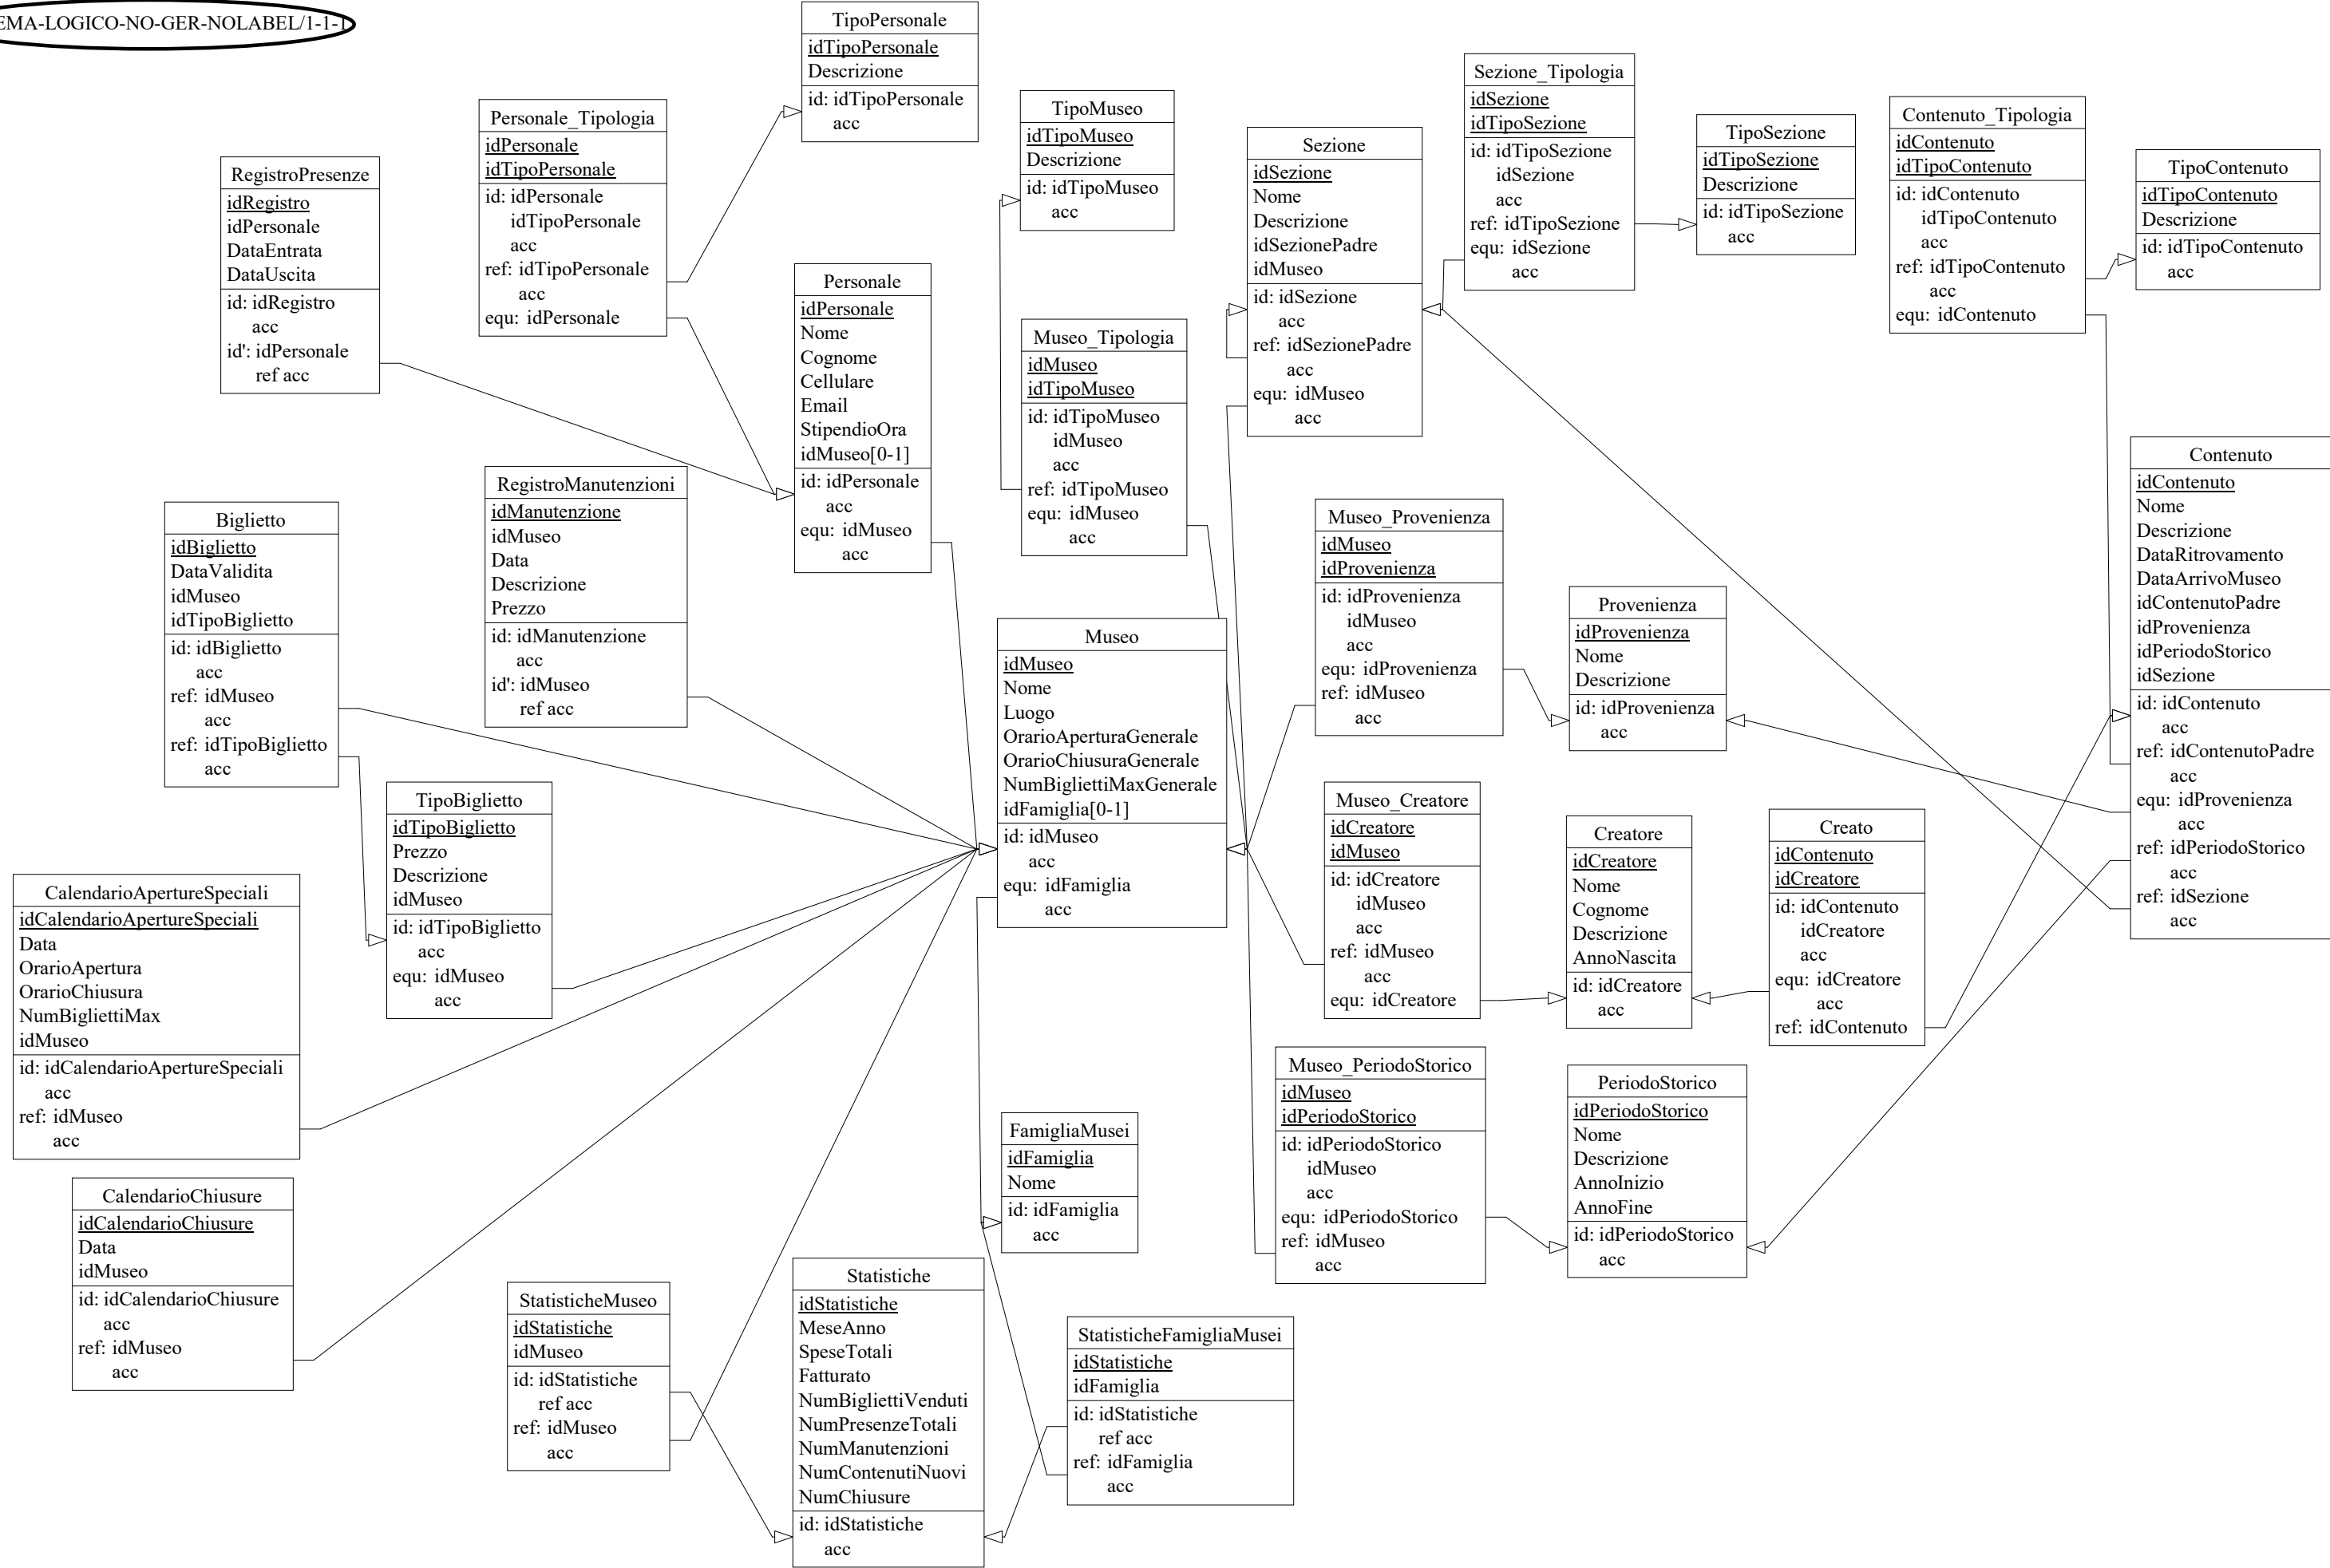 EMA-LOGICO-NO-GER-NOLABEL/1-1-1
TipoPersonale
idTipoPersonale
Descrizione
id: idTipoPersonale
acc
Personale_Tipologia
idPersonale
idTipoPersonale
id: idPersonale
idTipoPersonale
acc
ref: idTipoPersonale
acc
equ: idPersonale
RegistroPresenze
idRegistro
idPersonale
DataEntrata
DataUscita
id: idRegistro
acc
id': idPersonale
ref acc
Personale
idPersonale
Nome
Cognome
Cellulare
Email
StipendioOra
idMuseo[0-1]
id: idPersonale
acc
equ: idMuseo
acc
TipoMuseo
idTipoMuseo
Descrizione
id: idTipoMuseo
acc
Museo_Tipologia
idMuseo
idTipoMuseo
id: idTipoMuseo
idMuseo
acc
ref: idTipoMuseo
equ: idMuseo
acc
Sezione
idSezione
Nome
Descrizione
idSezionePadre
idMuseo
id: idSezione
acc
ref: idSezionePadre
acc
equ: idMuseo
acc
Sezione_Tipologia
idSezione
idTipoSezione
id: idTipoSezione
idSezione
acc
ref: idTipoSezione
equ: idSezione
acc
TipoSezione
idTipoSezione
Descrizione
id: idTipoSezione
acc
Contenuto_Tipologia
idContenuto
idTipoContenuto
id: idContenuto
idTipoContenuto
acc
ref: idTipoContenuto
acc
equ: idContenuto
TipoContenuto
idTipoContenuto
Descrizione
id: idTipoContenuto
acc
Contenuto
idContenuto
Nome
Descrizione
DataRitrovamento
DataArrivoMuseo
idContenutoPadre
idProvenienza
idPeriodoStorico
idSezione
id: idContenuto
acc
ref: idContenutoPadre
acc
equ: idProvenienza
acc
ref: idPeriodoStorico
acc
ref: idSezione
acc
RegistroManutenzioni
idManutenzione
idMuseo
Data
Descrizione
Prezzo
id: idManutenzione
acc
id': idMuseo
ref acc
Biglietto
idBiglietto
DataValidita
idMuseo
idTipoBiglietto
id: idBiglietto
acc
ref: idMuseo
acc
ref: idTipoBiglietto
acc
TipoBiglietto
idTipoBiglietto
Prezzo
Descrizione
idMuseo
id: idTipoBiglietto
acc
equ: idMuseo
acc
Museo
idMuseo
Nome
Luogo
OrarioAperturaGenerale
OrarioChiusuraGenerale
NumBigliettiMaxGenerale
idFamiglia[0-1]
id: idMuseo
acc
equ: idFamiglia
acc
Museo_Provenienza
idMuseo
idProvenienza
id: idProvenienza
idMuseo
acc
equ: idProvenienza
ref: idMuseo
acc
Provenienza
idProvenienza
Nome
Descrizione
id: idProvenienza
acc
Museo_Creatore
idCreatore
idMuseo
id: idCreatore
idMuseo
acc
ref: idMuseo
acc
equ: idCreatore
Creatore
idCreatore
Nome
Cognome
Descrizione
AnnoNascita
id: idCreatore
acc
Creato
idContenuto
idCreatore
id: idContenuto
idCreatore
acc
equ: idCreatore
acc
ref: idContenuto
CalendarioApertureSpeciali
idCalendarioApertureSpeciali
Data
OrarioApertura
OrarioChiusura
NumBigliettiMax
idMuseo
id: idCalendarioApertureSpeciali
acc
ref: idMuseo
acc
CalendarioChiusure
idCalendarioChiusure
Data
idMuseo
id: idCalendarioChiusure
acc
ref: idMuseo
acc
FamigliaMusei
idFamiglia
Nome
id: idFamiglia
acc
Museo_PeriodoStorico
idMuseo
idPeriodoStorico
id: idPeriodoStorico
idMuseo
acc
equ: idPeriodoStorico
ref: idMuseo
acc
PeriodoStorico
idPeriodoStorico
Nome
Descrizione
AnnoInizio
AnnoFine
id: idPeriodoStorico
acc
StatisticheMuseo
idStatistiche
idMuseo
id: idStatistiche
ref acc
ref: idMuseo
acc
Statistiche
idStatistiche
MeseAnno
SpeseTotali
Fatturato
NumBigliettiVenduti
NumPresenzeTotali
NumManutenzioni
NumContenutiNuovi
NumChiusure
id: idStatistiche
acc
StatisticheFamigliaMusei
idStatistiche
idFamiglia
id: idStatistiche
ref acc
ref: idFamiglia
acc